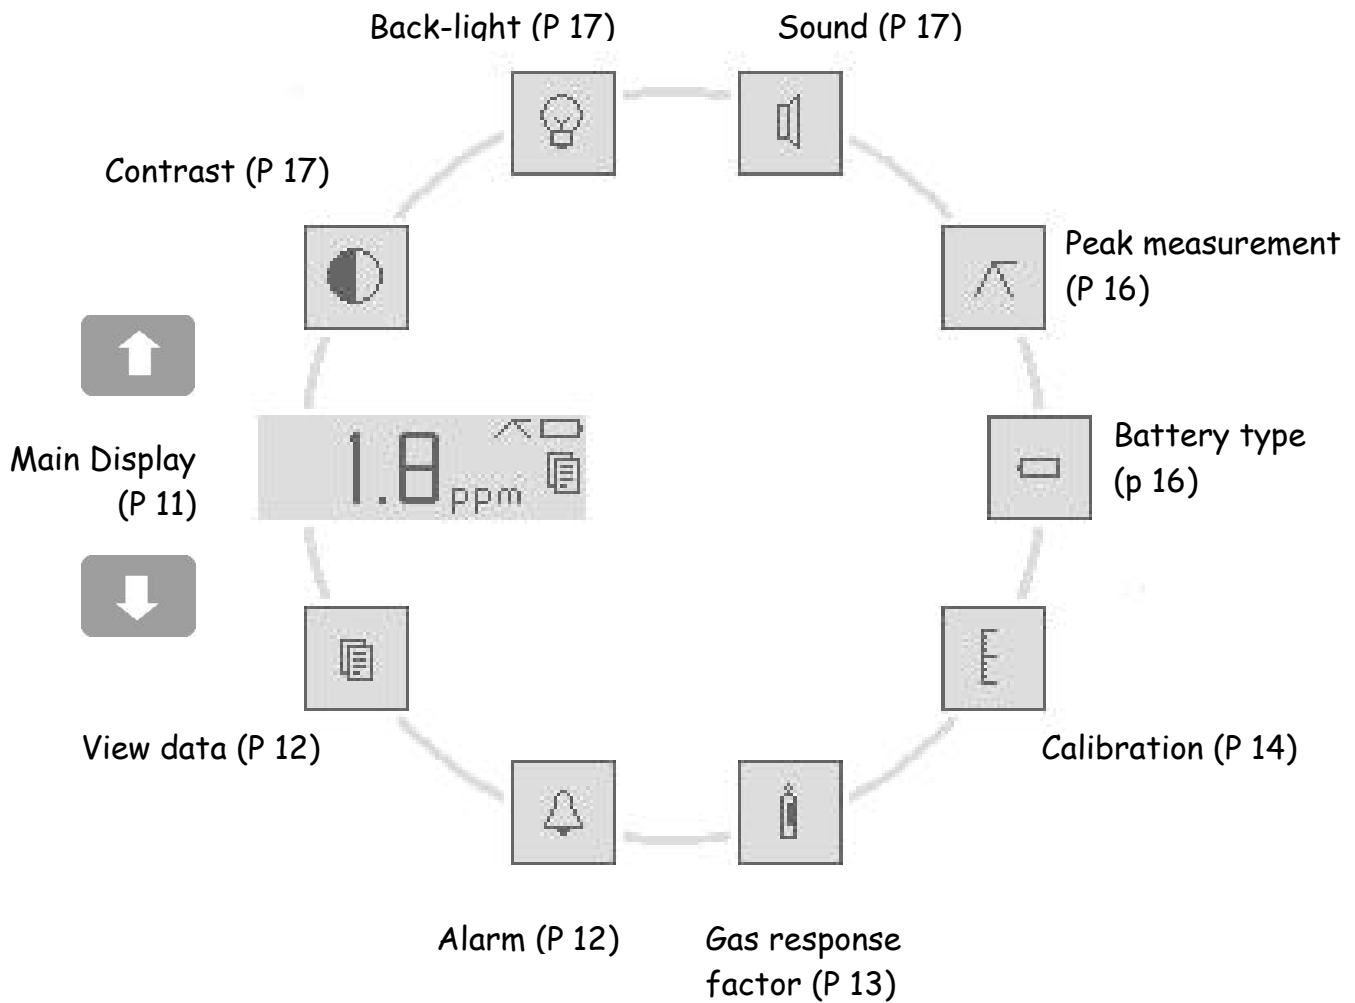 Back-light (P 17)
Sound (P 17)
Contrast (P 17)
Peak measurement
(P 16)
Main Display
(P 11)
1.8 ppm
Battery type
(p 16)
View data (P 12)
Calibration (P 14)
Alarm (P 12)
Gas response
factor (P 13)